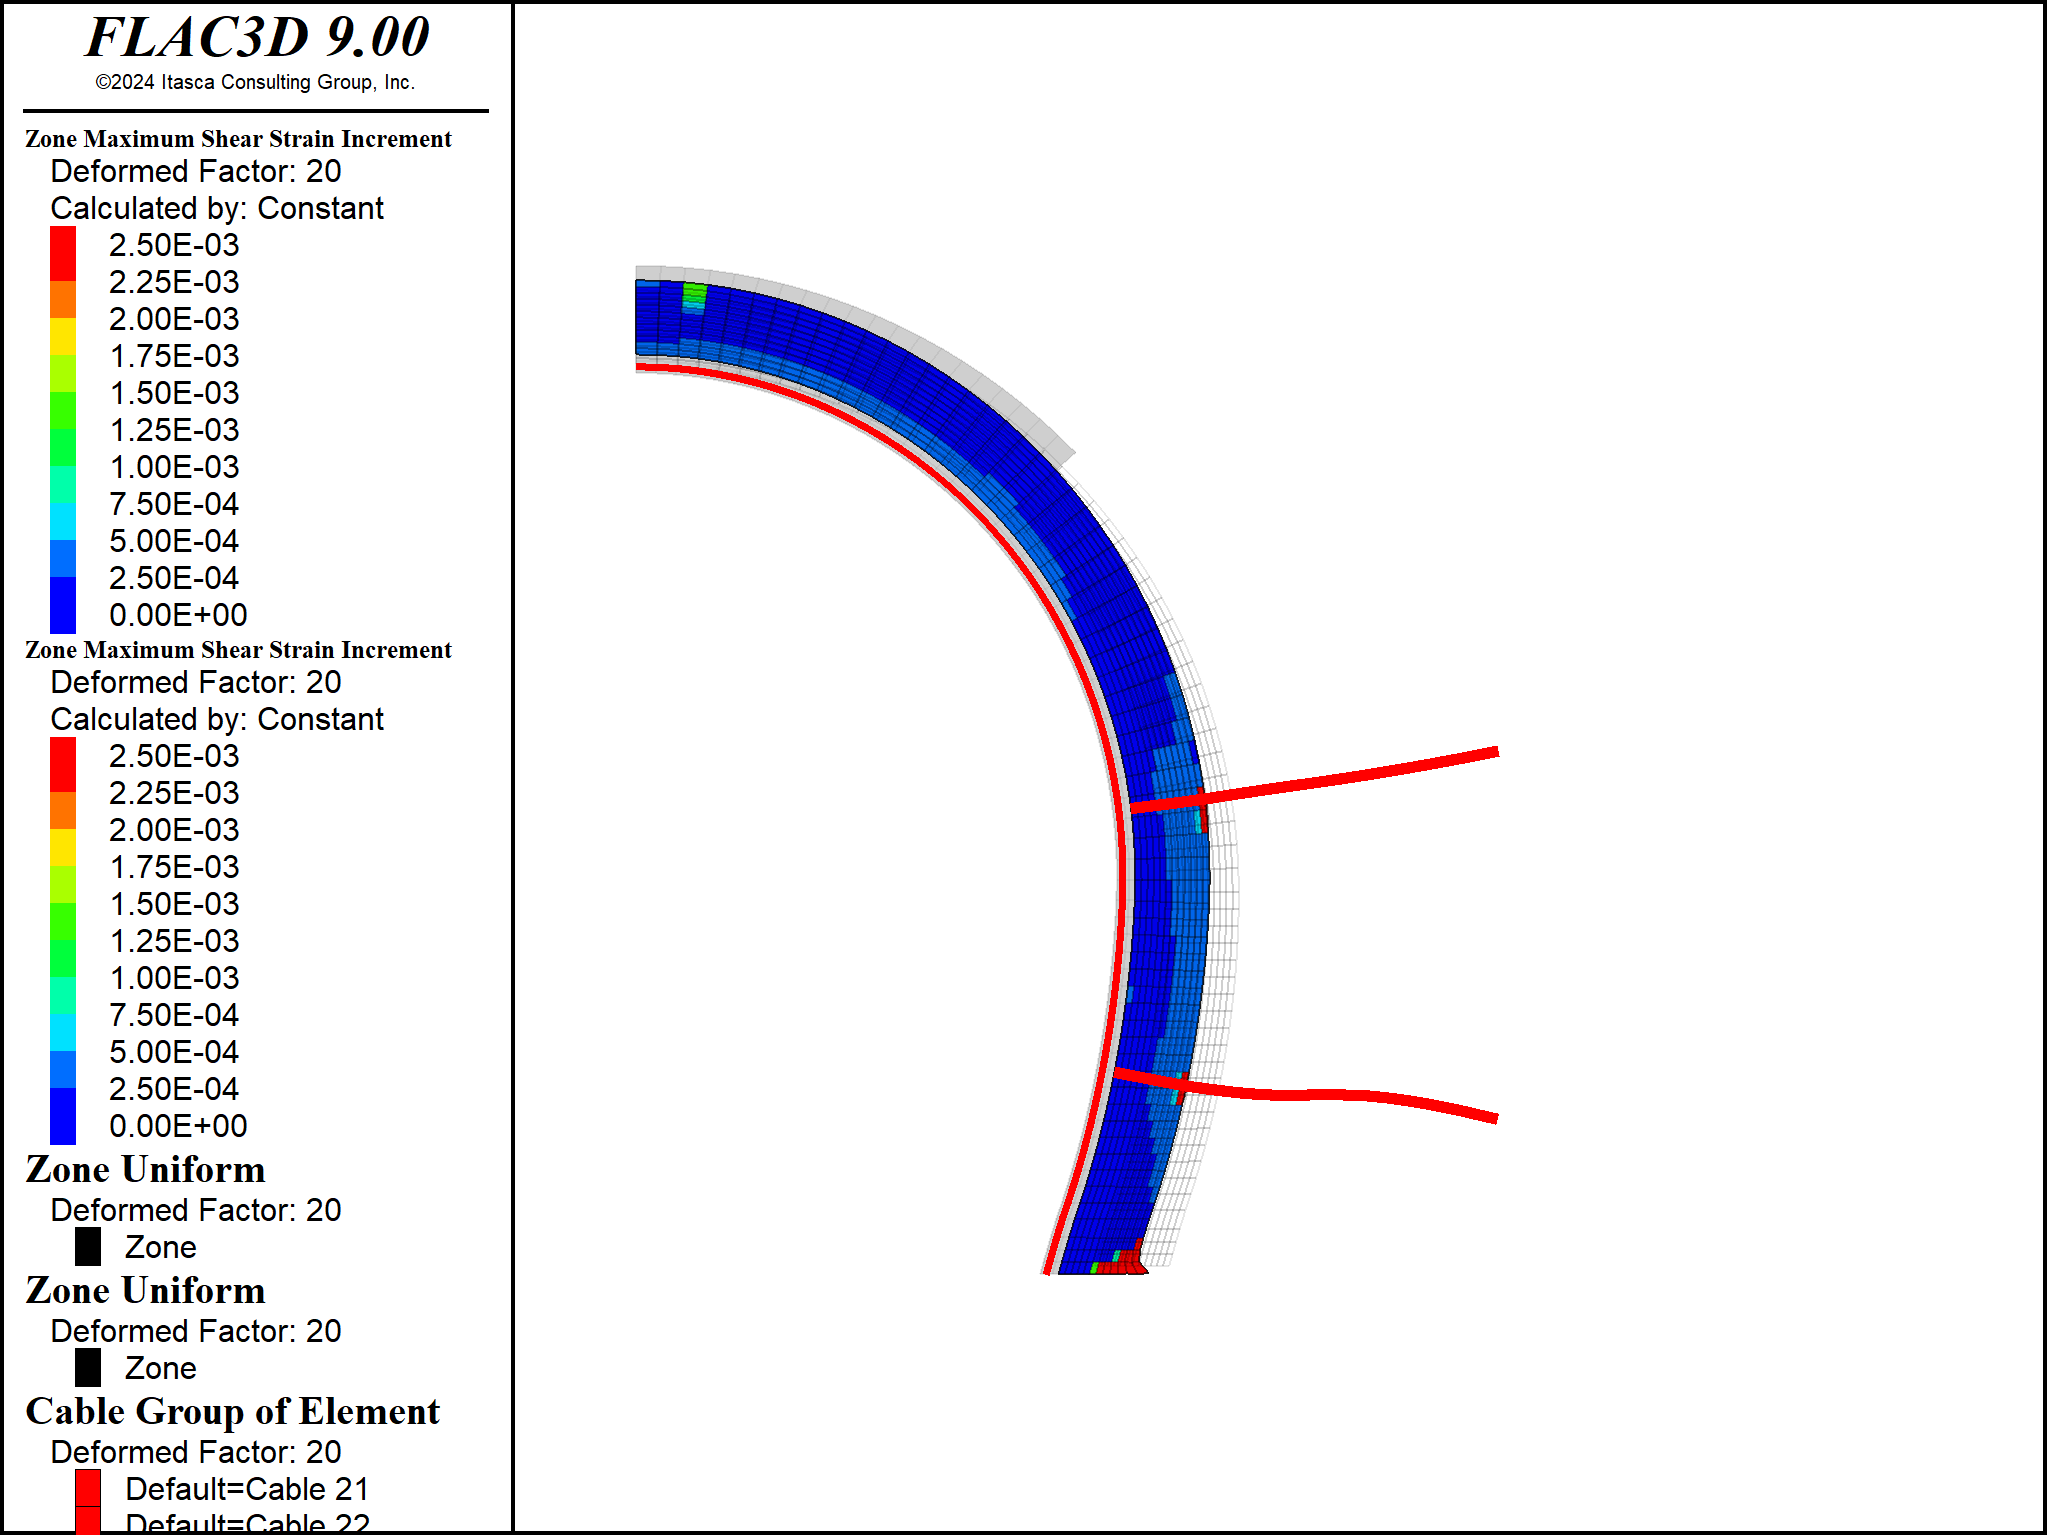 FLAC3D 9.00
©2024 Itasca Consulting Group, Inc.
Zone Maximum Shear Strain Increment
Deformed Factor: 20
Calculated by: Constant
2.50E-03
2.25E-03
2.00E-03
1.75E-03
1.50E-03
1.25E-03
1.00E-03
7.50E-04
5.00E-04
2.50E-04
0.00E+00
Zone Maximum Shear Strain Increment
Deformed Factor: 20
Calculated by: Constant
2.50E-03
2.25E-03
2.00E-03
1.75E-03
1.50E-03
1.25E-03
1.00E-03
7.50E-04
5.00E-04
2.50E-04
0.00E+00
Zone Uniform
Deformed Factor: 20
Zone
Zone Uniform
Deformed Factor: 20
Zone
Cable Group of Element
Deformed Factor: 20
Default=Cable 21
Default=Cable 22